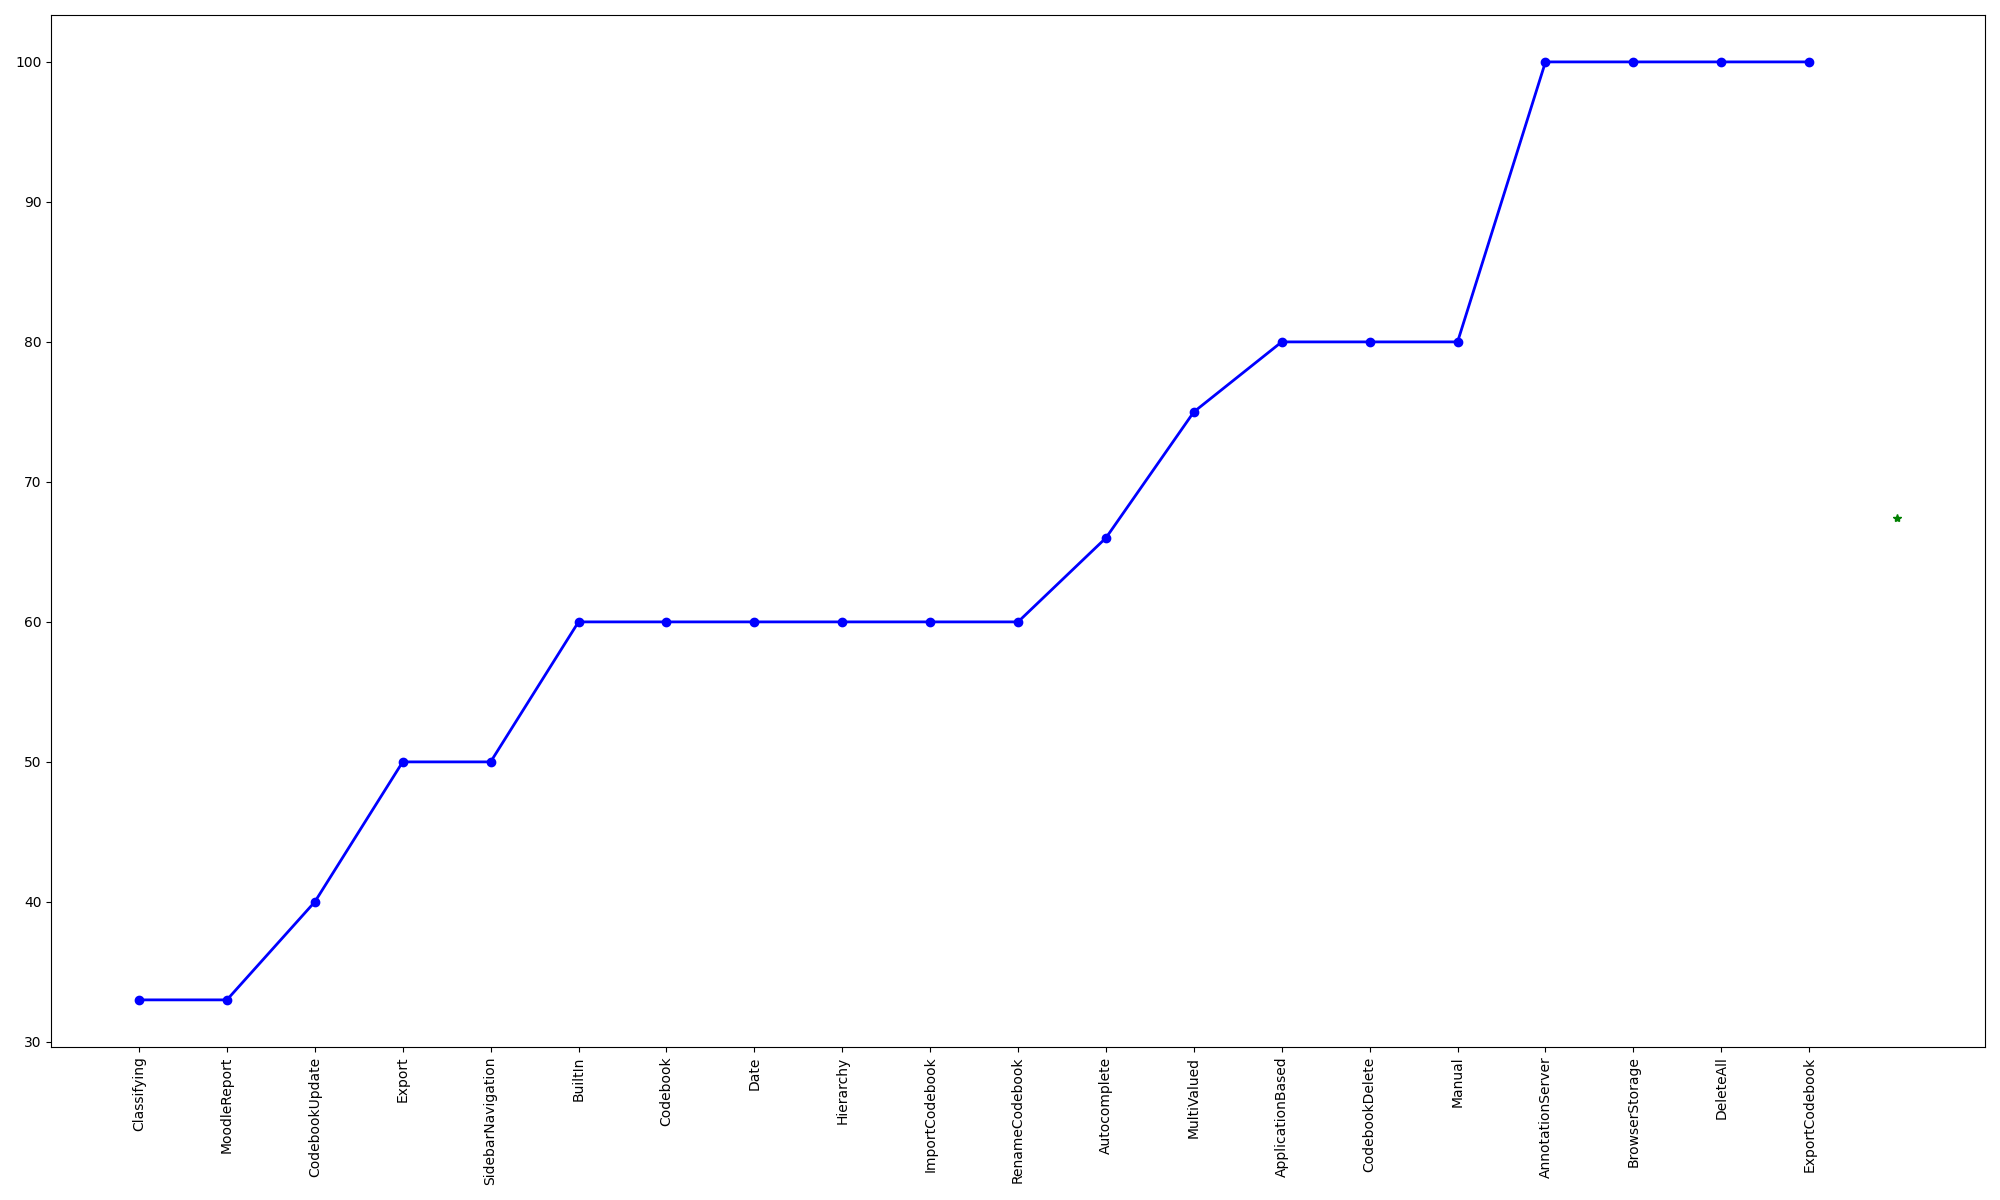 100
90
80
70
60
50
40
30
Classifying
MoodleReport
CodebookUpdate
Export
SidebarNavigation
BuiltIn
Codebook
Date
Hierarchy
ImportCodebook
RenameCodebook
Autocomplete
MultiValued
ApplicationBased
CodebookDelete
Manual
AnnotationServer
BrowserStorage
DeleteAll
ExportCodebook